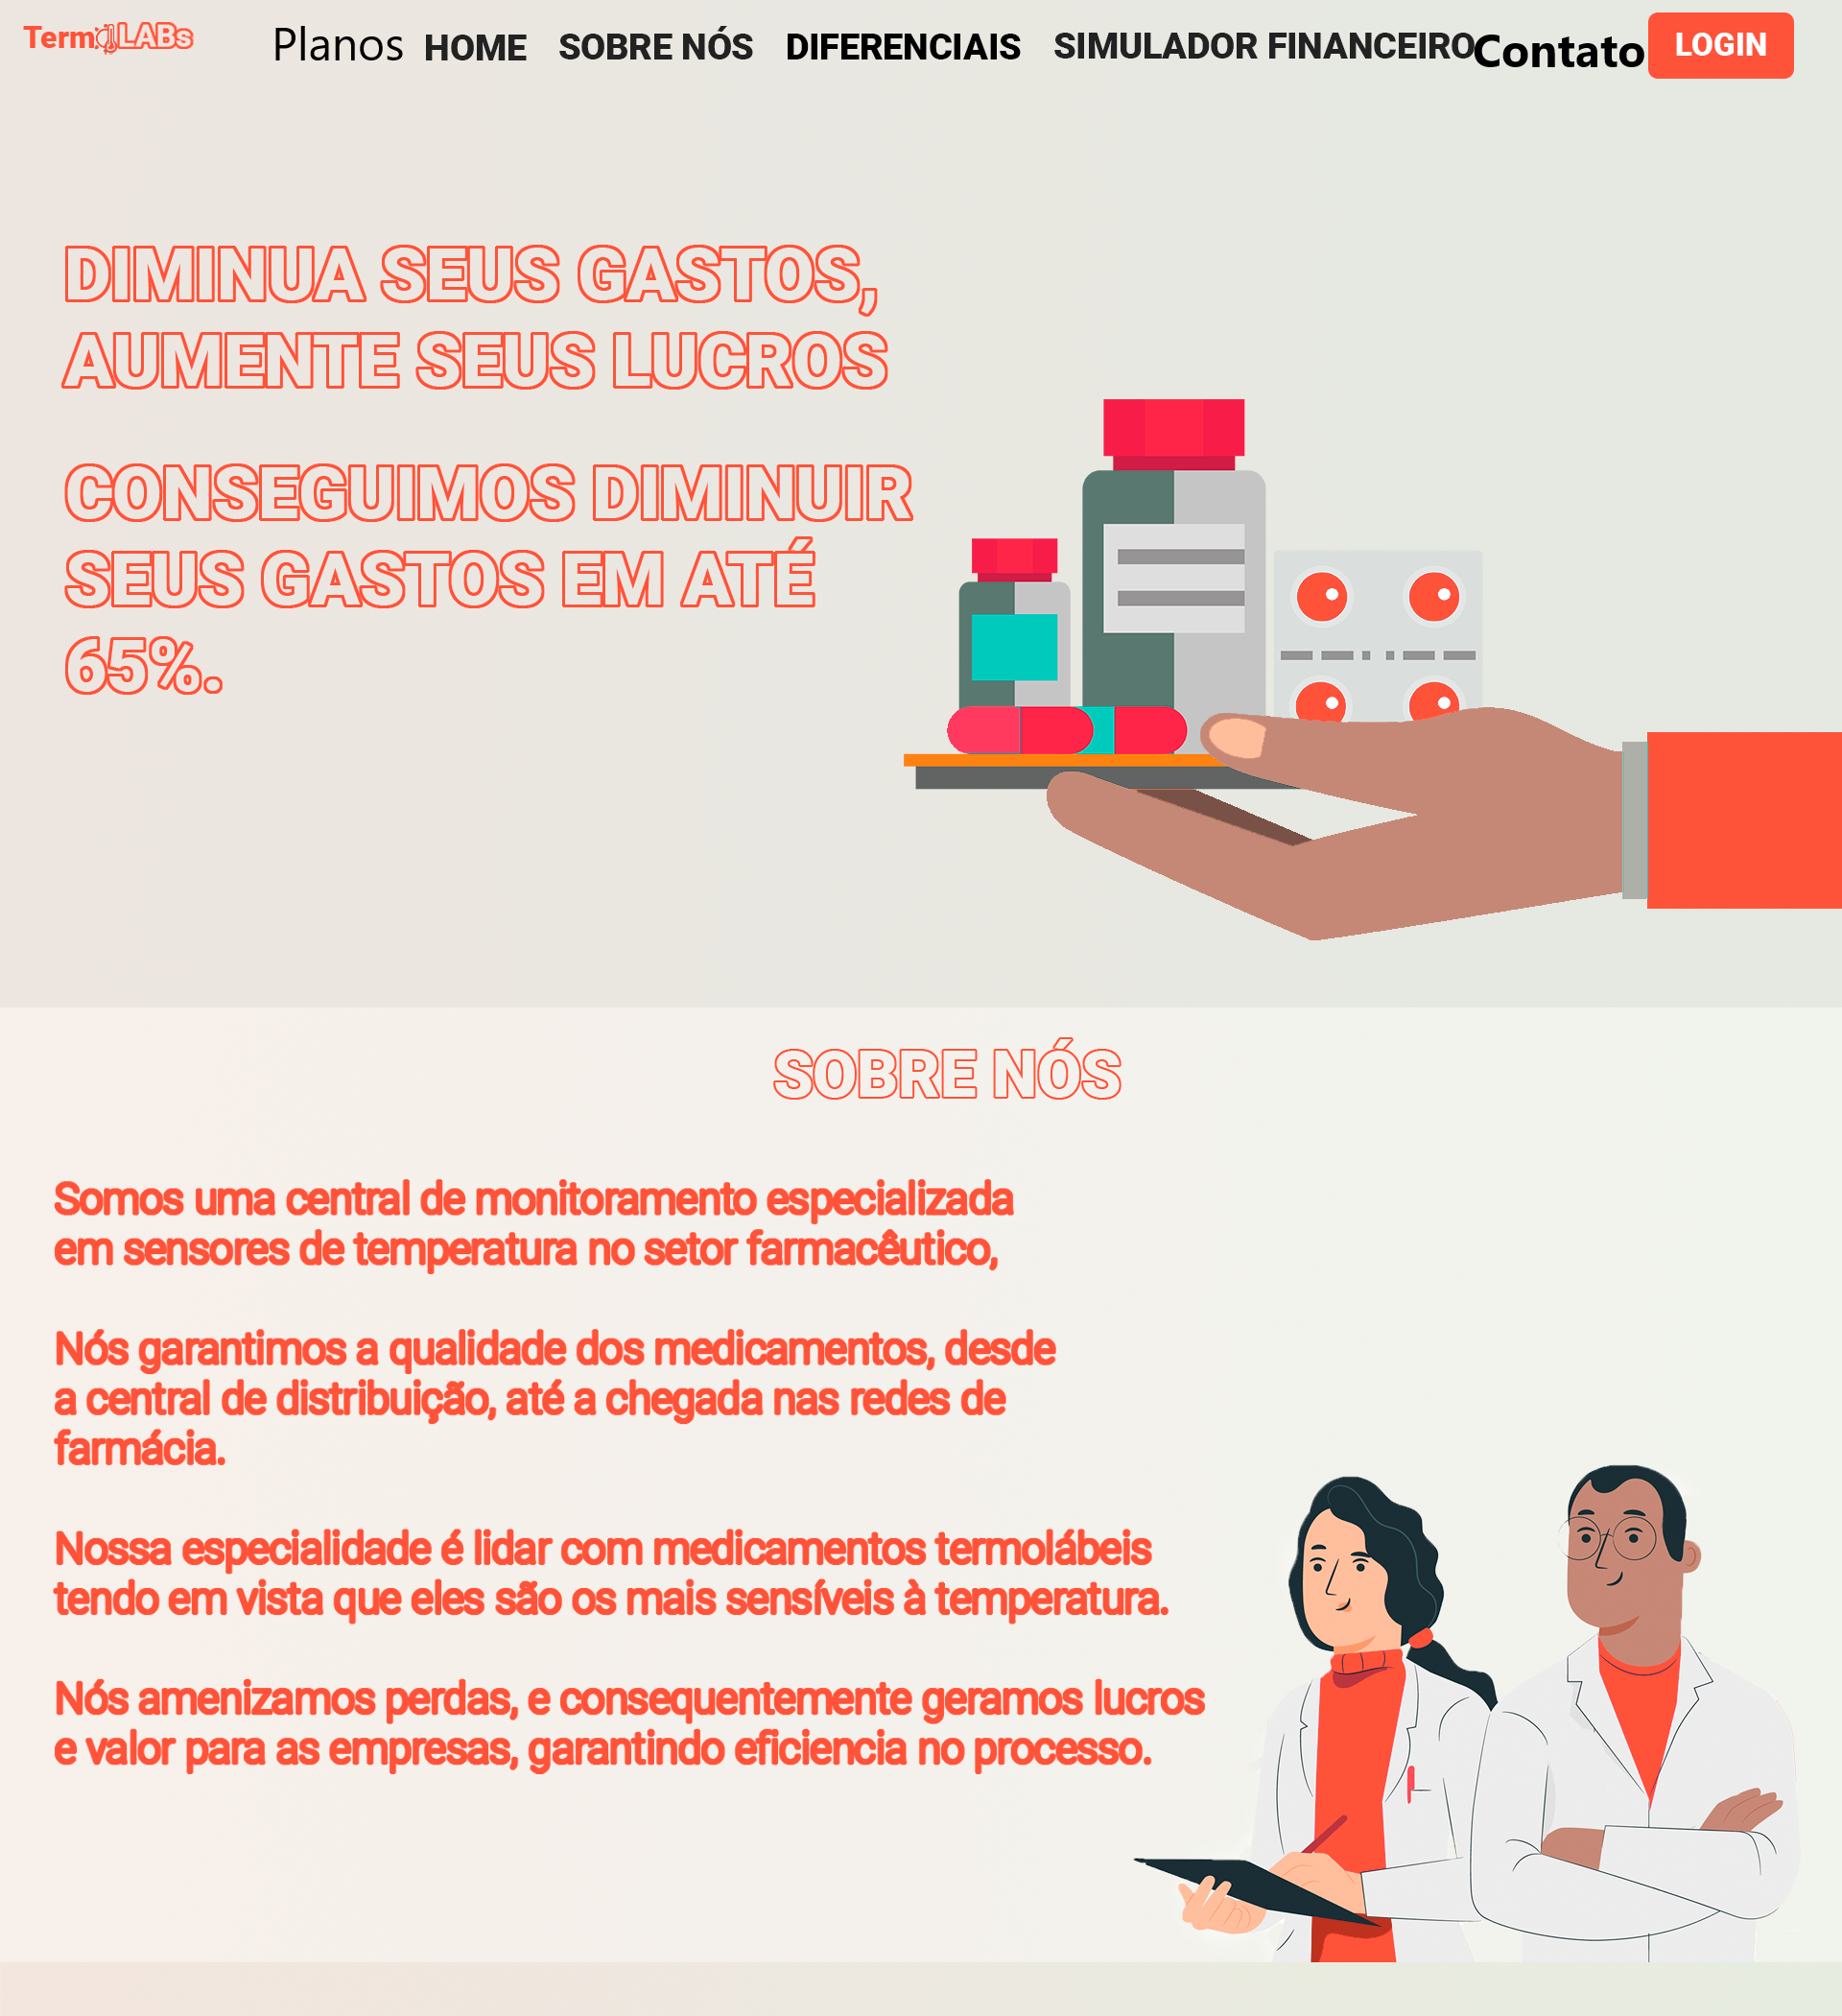 TermoLABs
Planos HOME SOBRE NÓS DIFERENCIAIS SIMULADOR FINANCEIRO Contato LOGIN
DIMINUA SEUS GASTOS,
AUMENTE SEUS LUCROS
CONSEGUIMOS DIMINUIR
SEUS GASTOS EM ATÉ
65%.
SOBRE NÓS
Somos uma central de monitoramento especializada
em sensores de temperatura no setor farmacêutico,
Nós garantimos a qualidade dos medicamentos, desde
a central de distribuição, até a chegada nas redes de
farmácia.
Nossa especialidade é lidar com medicamentos termolábeis
tendo em vista que eles são os mais sensíveis à temperatura.
Nós amenizamos perdas, e consequentemente geramos lucros
e valor para as empresas, garantindo eficiencia no processo.